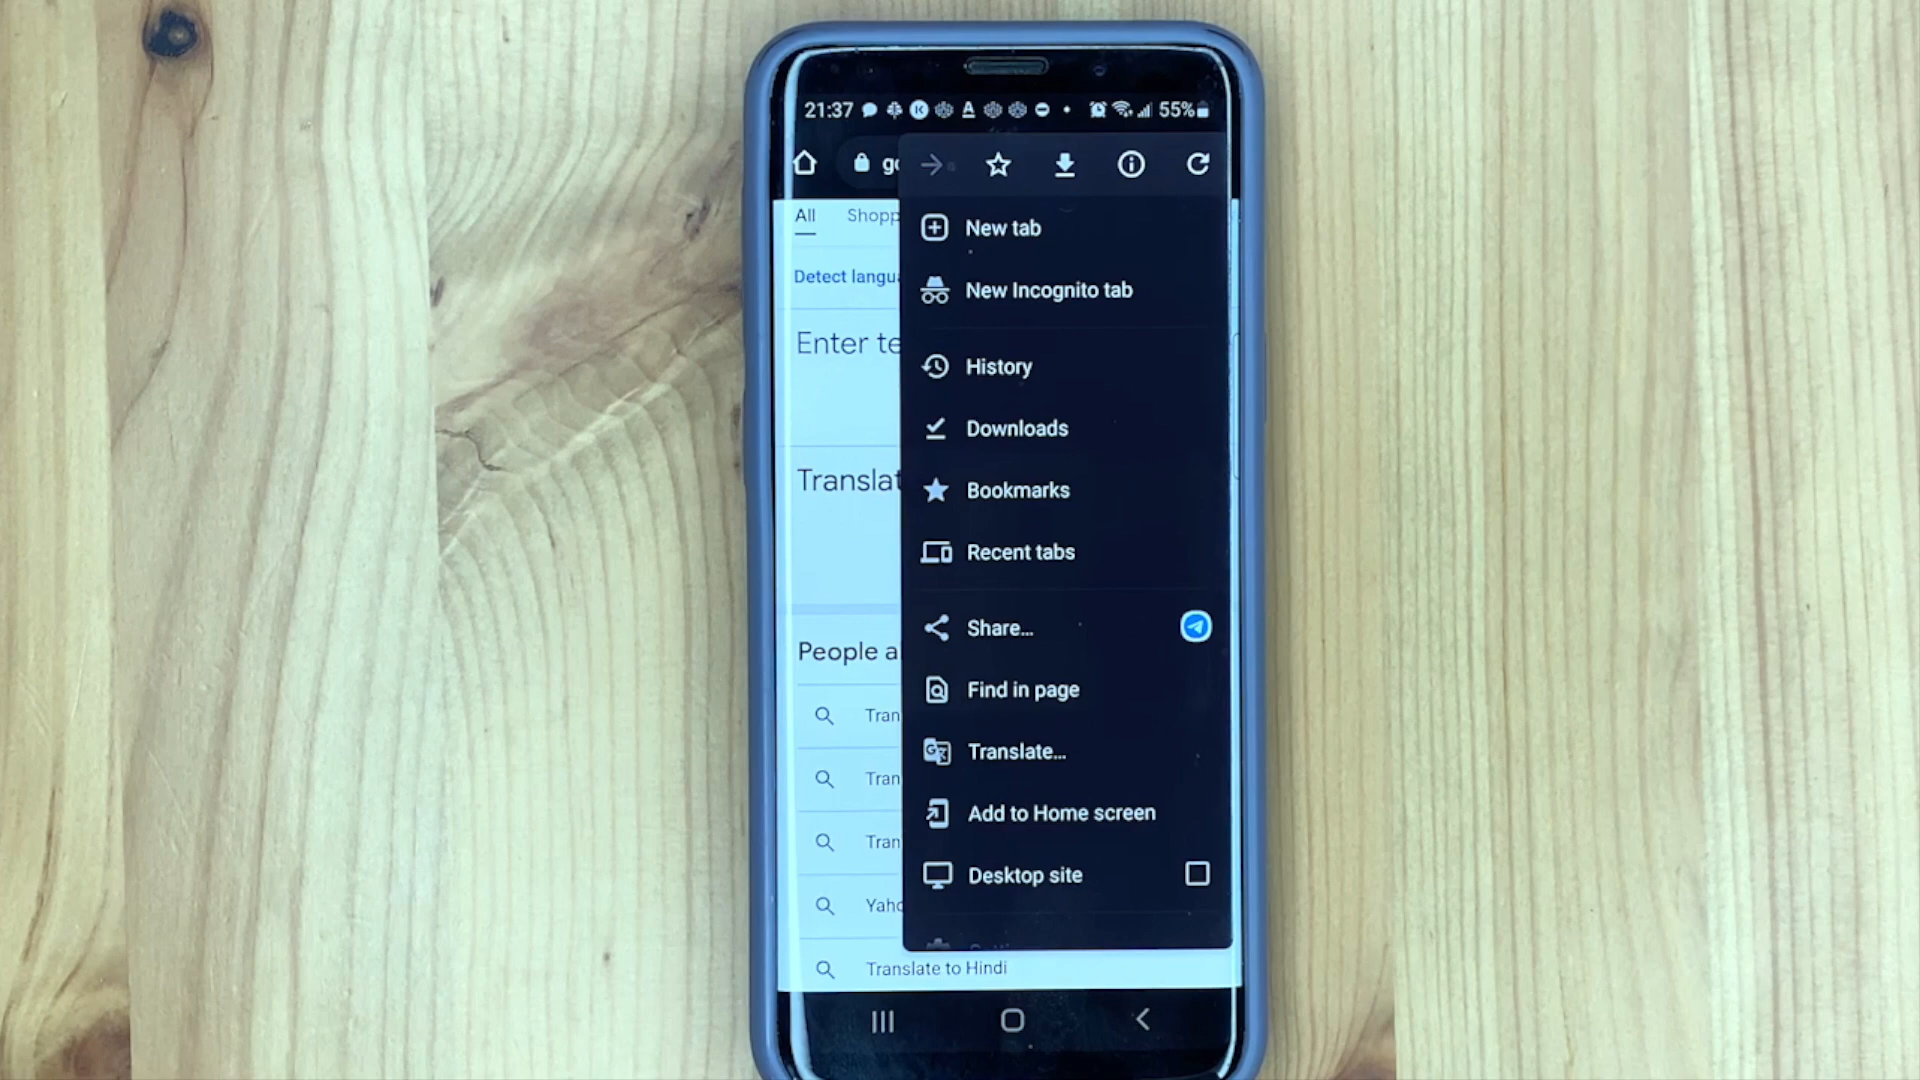 21:37 55%
All Shopp
Detect langua
Enter te
Translat
People a
Tran
Tran
Tran
Yaho
Translate to Hindi
New tab
New Incognito tab
History
Downloads
Bookmarks
Recent tabs
Share...
Find in page
Translate...
Add to Home screen
Desktop site